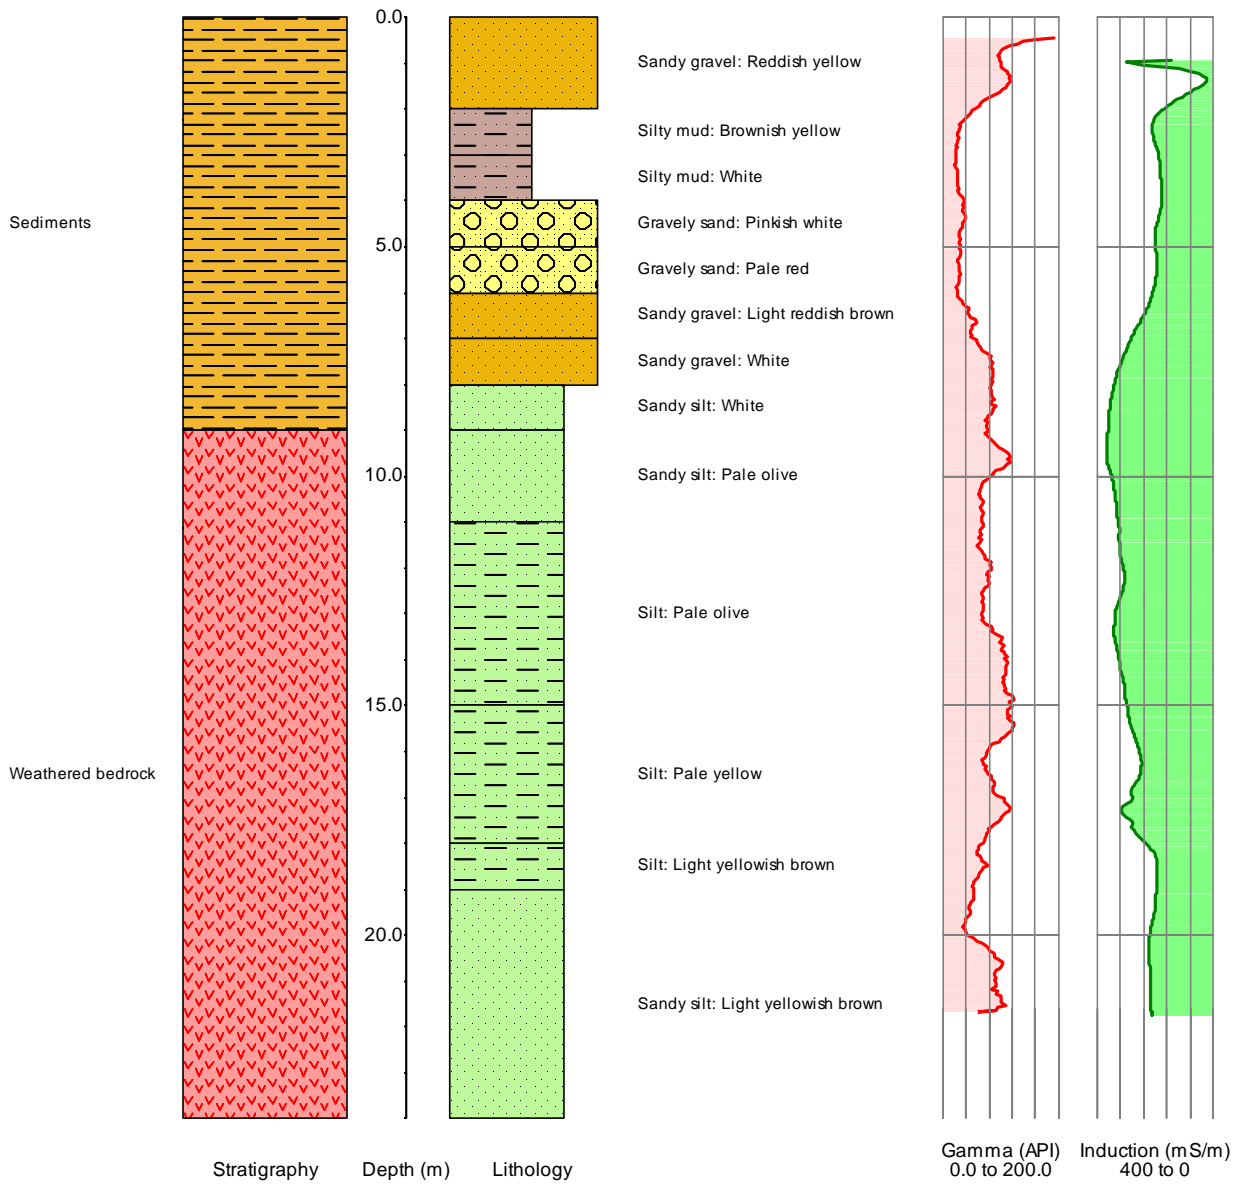 0.0
Sandy gravel: Reddish yellow
Silty mud: Brownish yellow
Silty mud: White
Sediments
Gravely sand: Pinkish white
5.0
Gravely sand: Pale red
Sandy gravel: Light reddish brown
Sandy gravel: White
Sandy silt: White
10.0
Sandy silt: Pale olive
Silt: Pale olive
15.0
Weathered bedrock
Silt: Pale yellow
Silt: Light yellowish brown
20.0
Sandy silt: Light yellowish brown
Stratigraphy
Depth (m)
Lithology
Gamma (API)
0.0 to 200.0
Induction (mS/m)
400 to 0